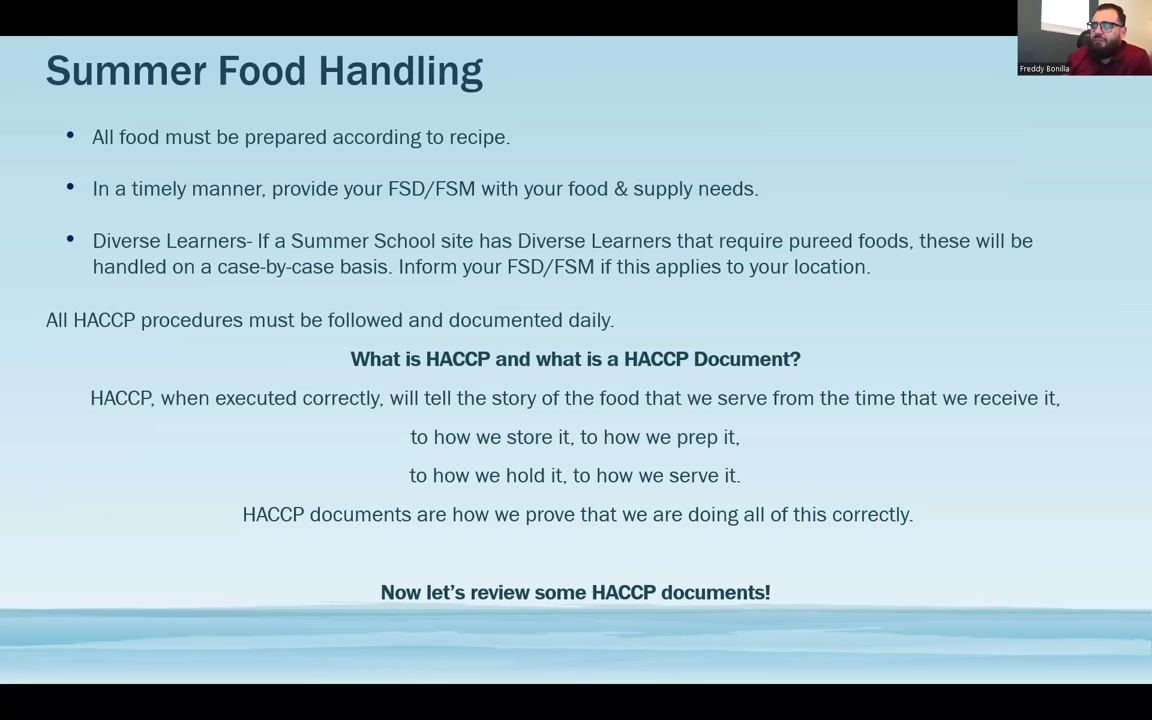 Summer Food Handling
Freddy Bonilla
• All food must be prepared according to recipe.
• In a timely manner, provide your FSD/FSM with your food & supply needs.
• Diverse Learners- If a Summer School site has Diverse Learners that require pureed foods, these will be
handled on a case-by-case basis. Inform your FSD/FSM if this applies to your location.
All HACCP procedures must be followed and documented daily.
What is HACCP and what is a HACCP Document?
HACCP, when executed correctly, will tell the story of the food that we serve from the time that we receive it,
to how we store it, to how we prep it,
to how we hold it, to how we serve it.
HACCP documents are how we prove that we are doing all of this correctly.
Now let’s review some HACCP documents!